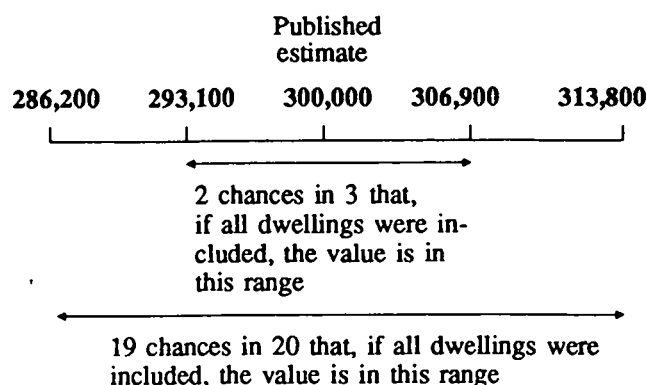 Published
estimate
286,200 293,100 300,000 306,900 313,800
2 chances in 3 that,
if all dwellings were in-
cluded, the value is in
this range
19 chances in 20 that, if all dwellings were
included, the value is in this range